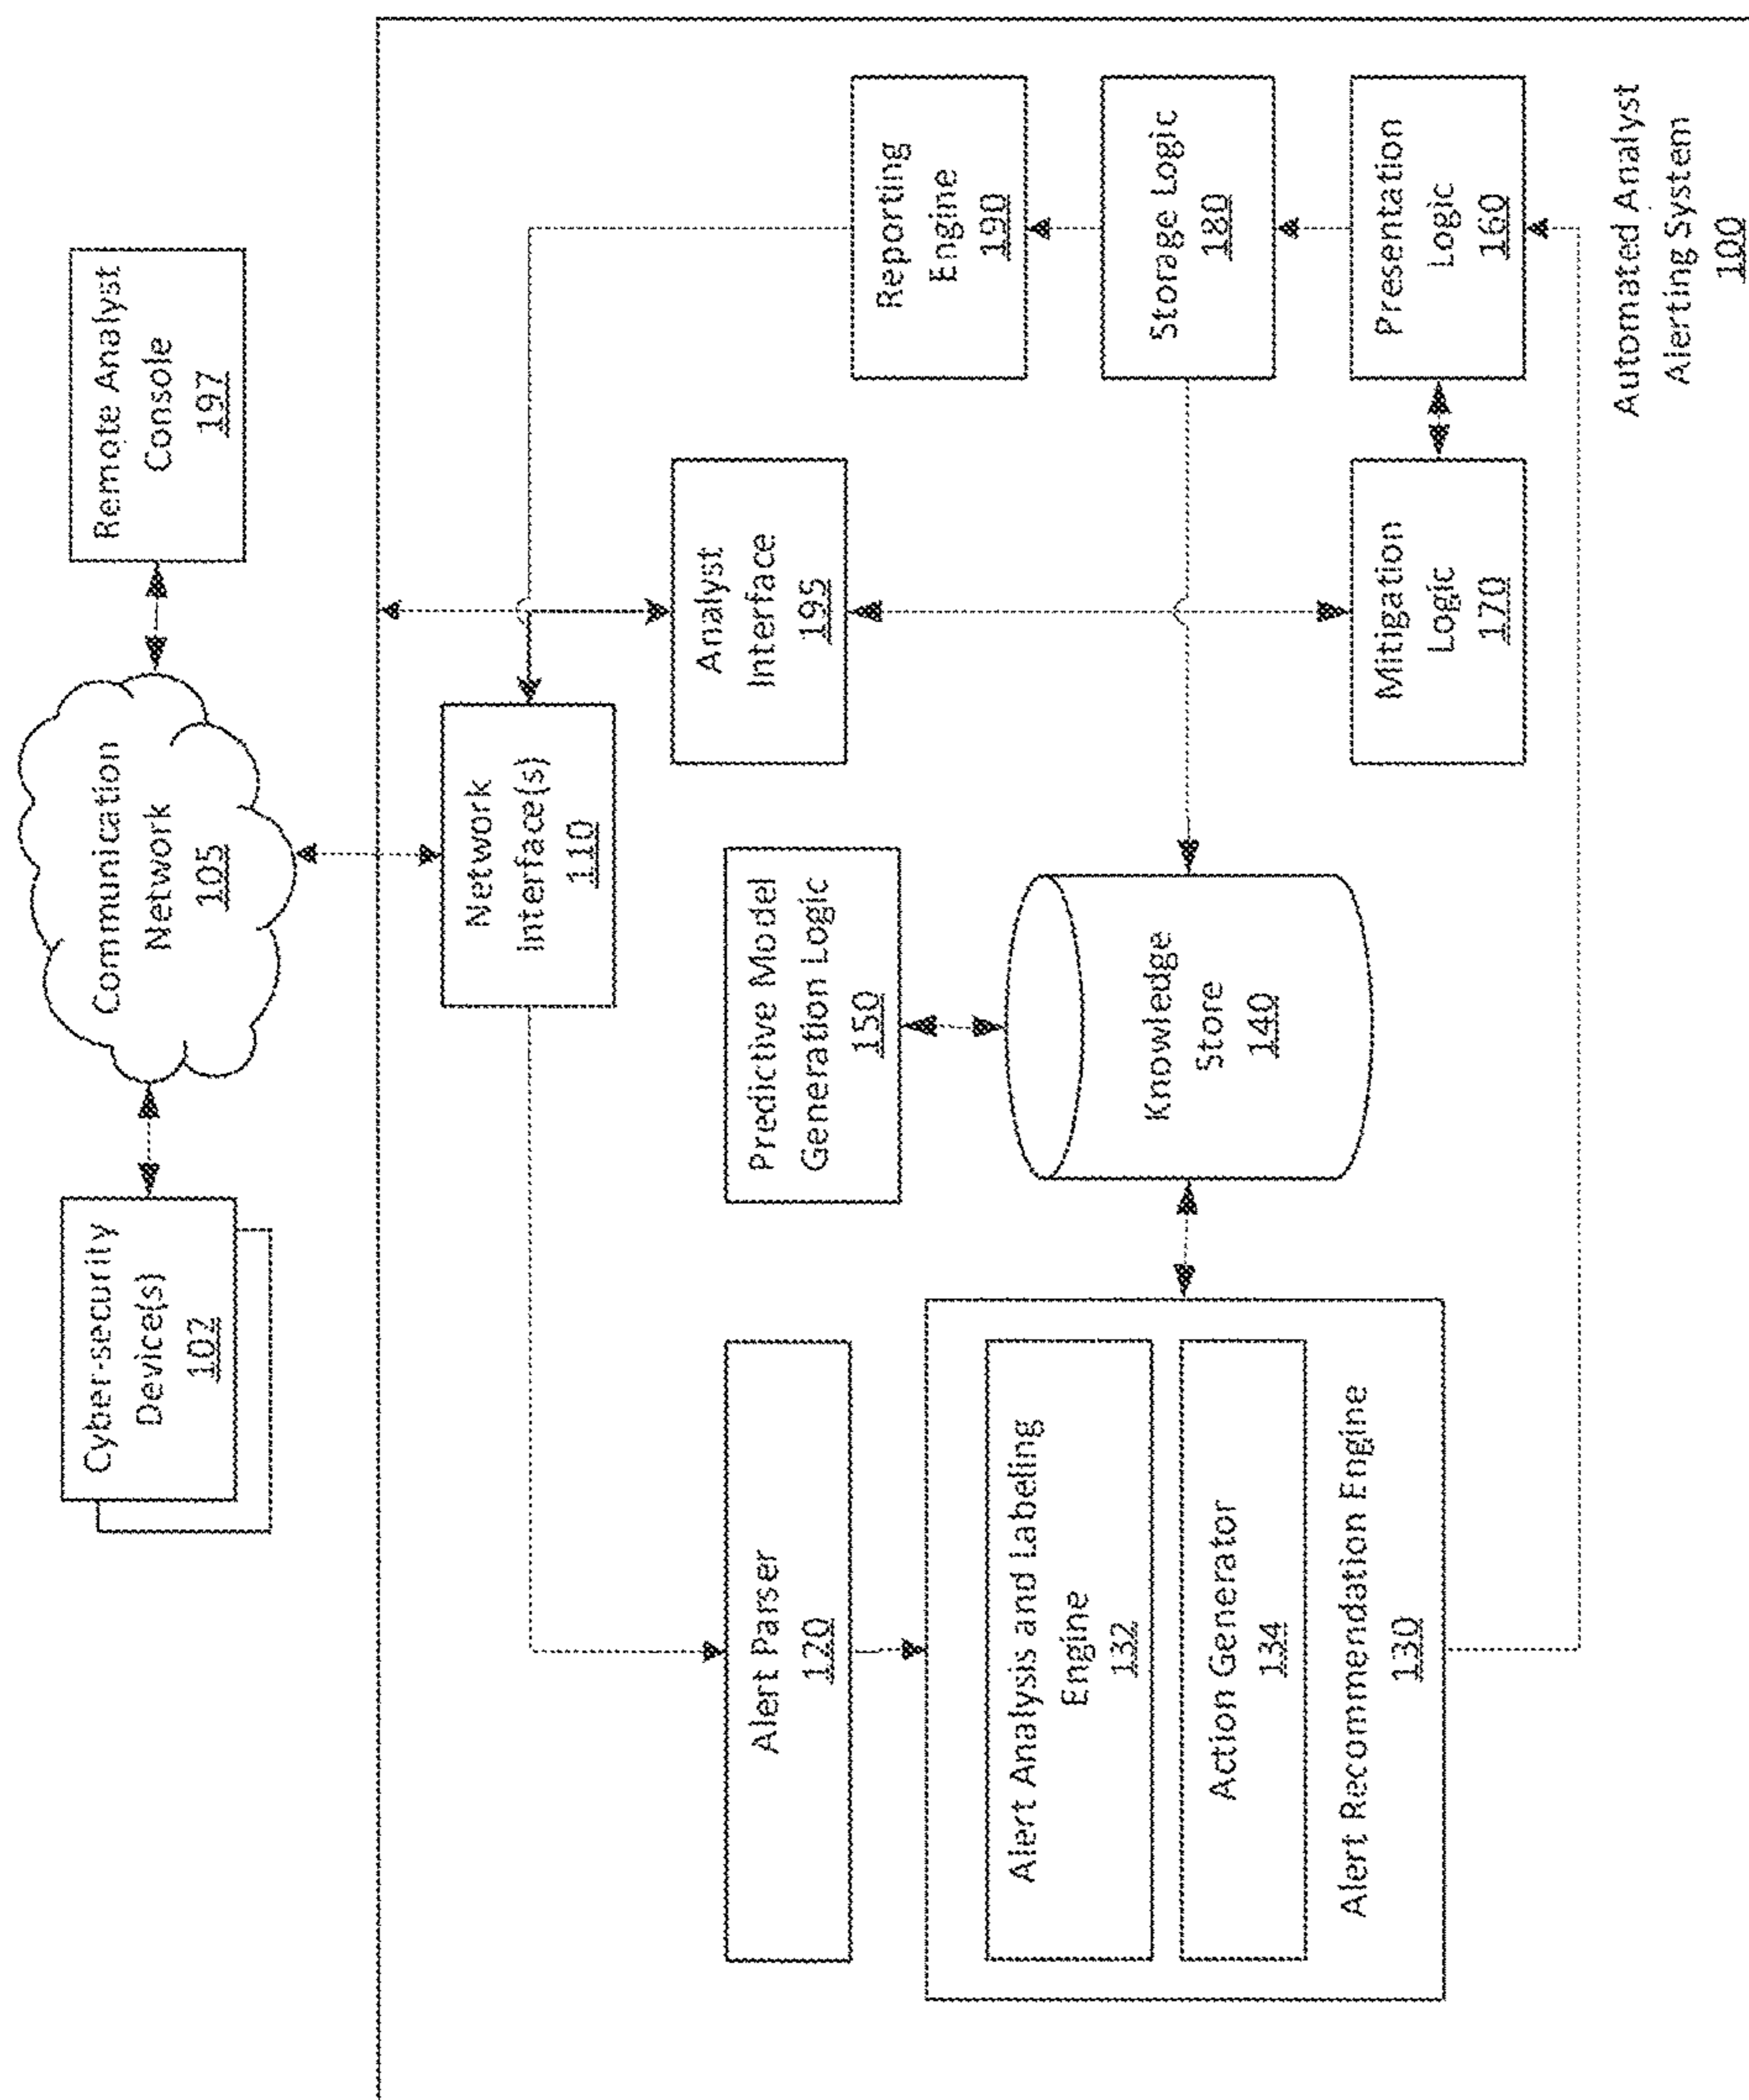 Cyber-security
Device(s)
102
Communication
Network
105
Remote Analyst
Console
197
Network
Interface(s)
110
Alert Parser
120
Predictive Model
Generation Logic
150
Analyst
Interface
195
Reporting
Engine
190
Alert Analysis and Labeling
Engine
132
Action Generator
134
Alert Recommendation Engine
130
Knowledge
Store
140
Storage Logic
180
Mitigation
Logic
170
Presentation
Logic
160
Automated Analyst
Alerting System
100